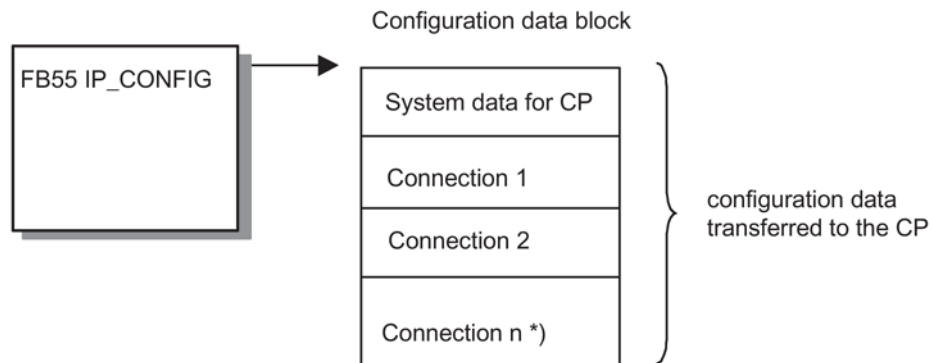 Configuration data block
FB55 IP_CONFIG
System data for CP
Connection 1
Connection 2
Connection n *)
configuration data
transferred to the CP